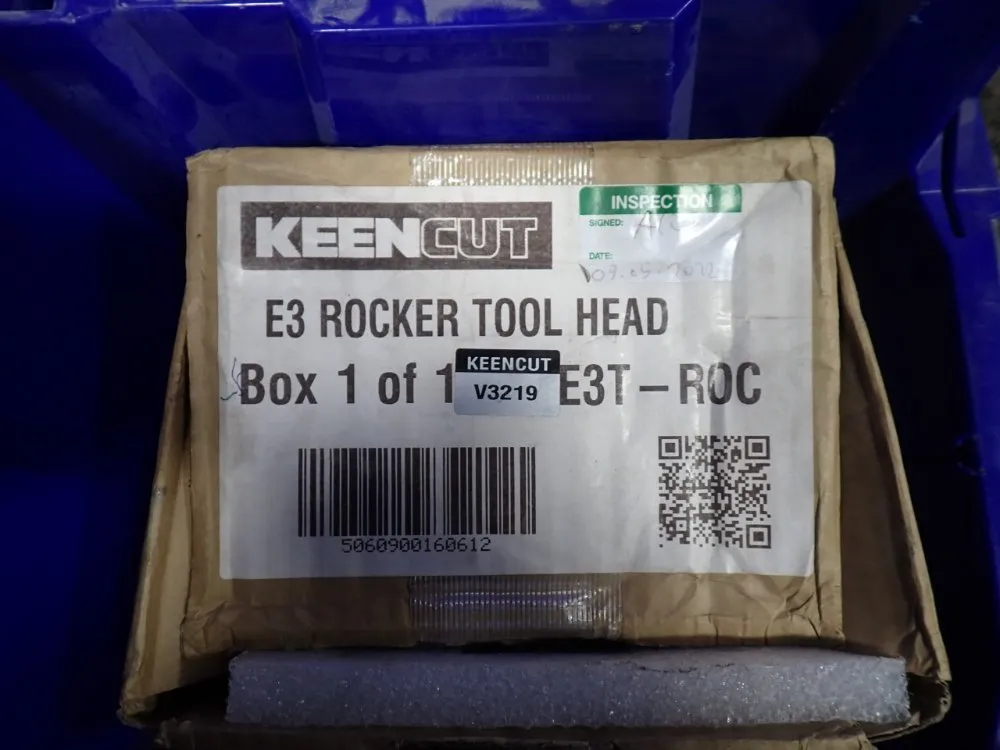 KEENCUT
INSPECTION
SIGNED:
DATE:
E3 ROCKER TOOL HEAD
KEENCUT
V3219
Box 1 of 1 E3T – ROC
5060900160612